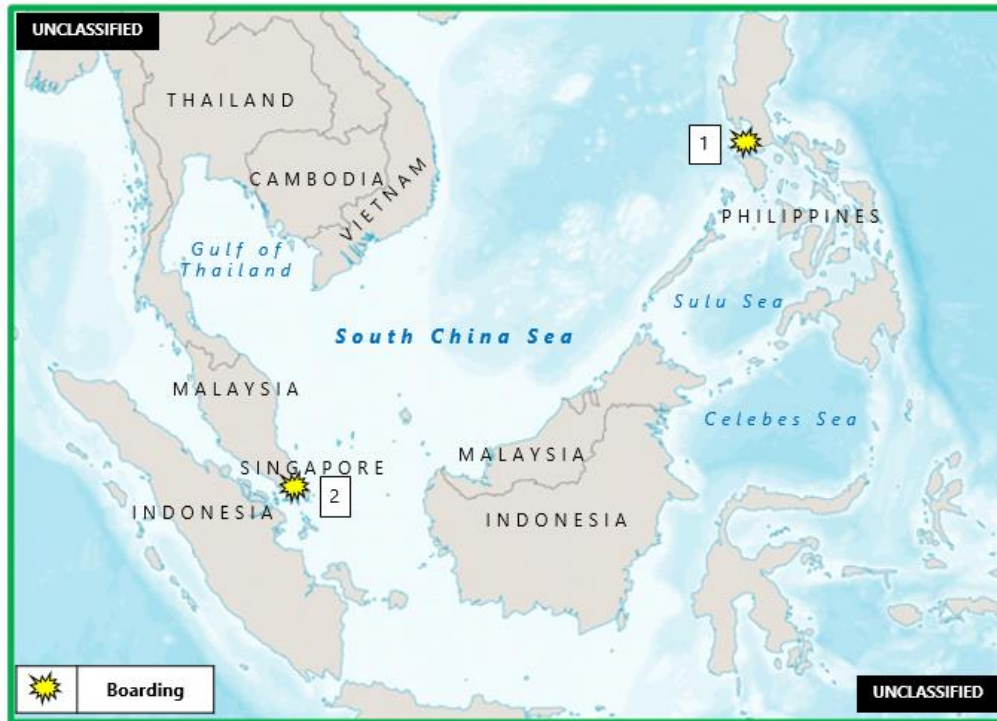 UNCLASSIFIED
THAILAND
1
CAMBODIA
VIETNAM
PHILIPPINES
Gulf of
Thailand
Sulu Sea
South China Sea
MALAYSIA
Celebes Sea
MALAYSIA
SINGAPORE
2
INDONESIA
INDONESIA
Boarding
UNCLASSIFIED